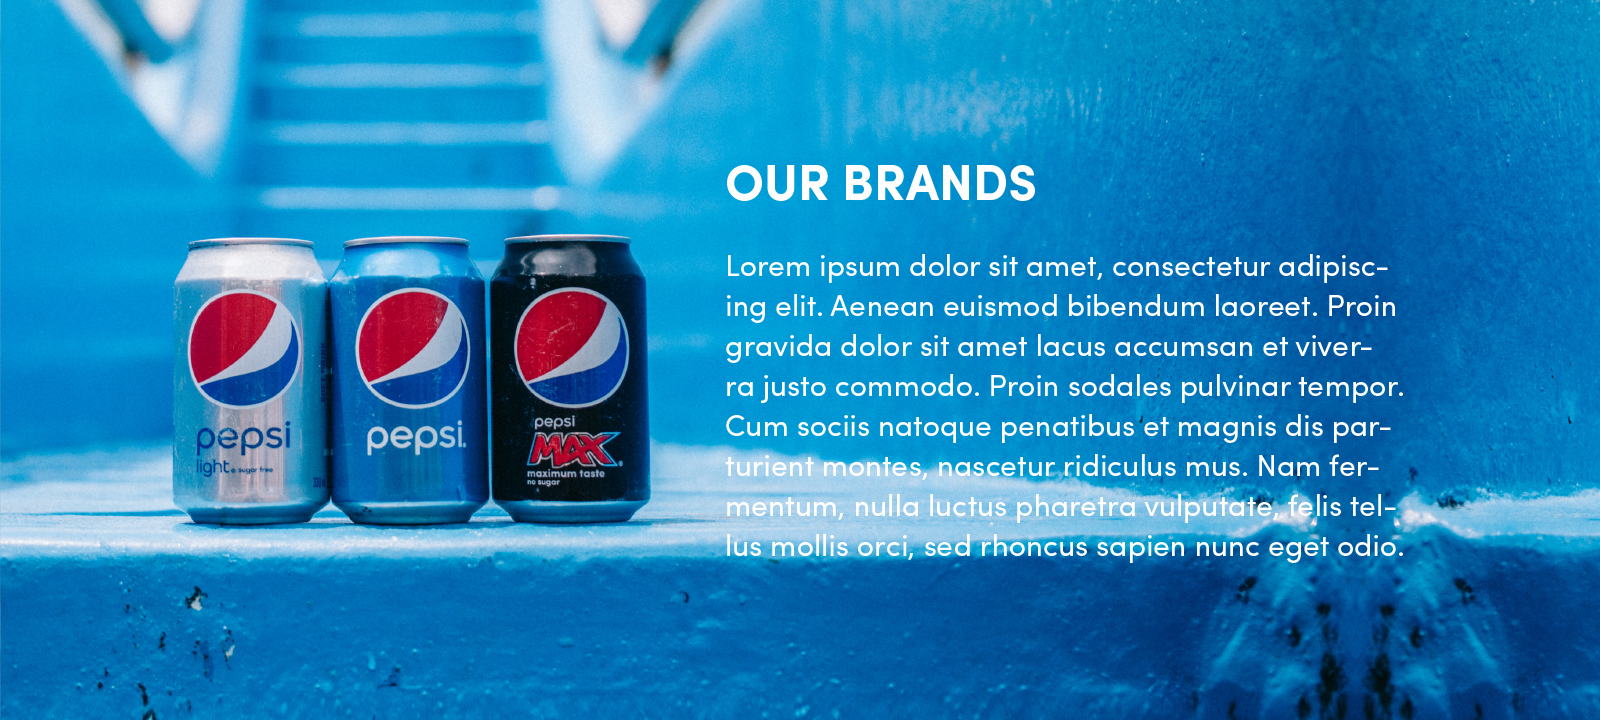 OUR BRANDS
Lorem ipsum dolor sit amet, consectetur adipisc-
ing elit. Aenean euismod bibendum laoreet. Proin
gravida dolor sit amet lacus accumsan et viver-
ra justo commodo. Proin sodales pulvinar tempor.
Cum sociis natoque penatibus et magnis dis par-
turient montes, nascetur ridiculus mus. Nam fer-
mentum, nulla luctus pharetra vulputate, felis tel-
lus mollis orci, sed rhoncus sapien nunc eget odio.
pepsi
light sugar free
pepsi.
pepsi
MAX
maximum taste
no sugar